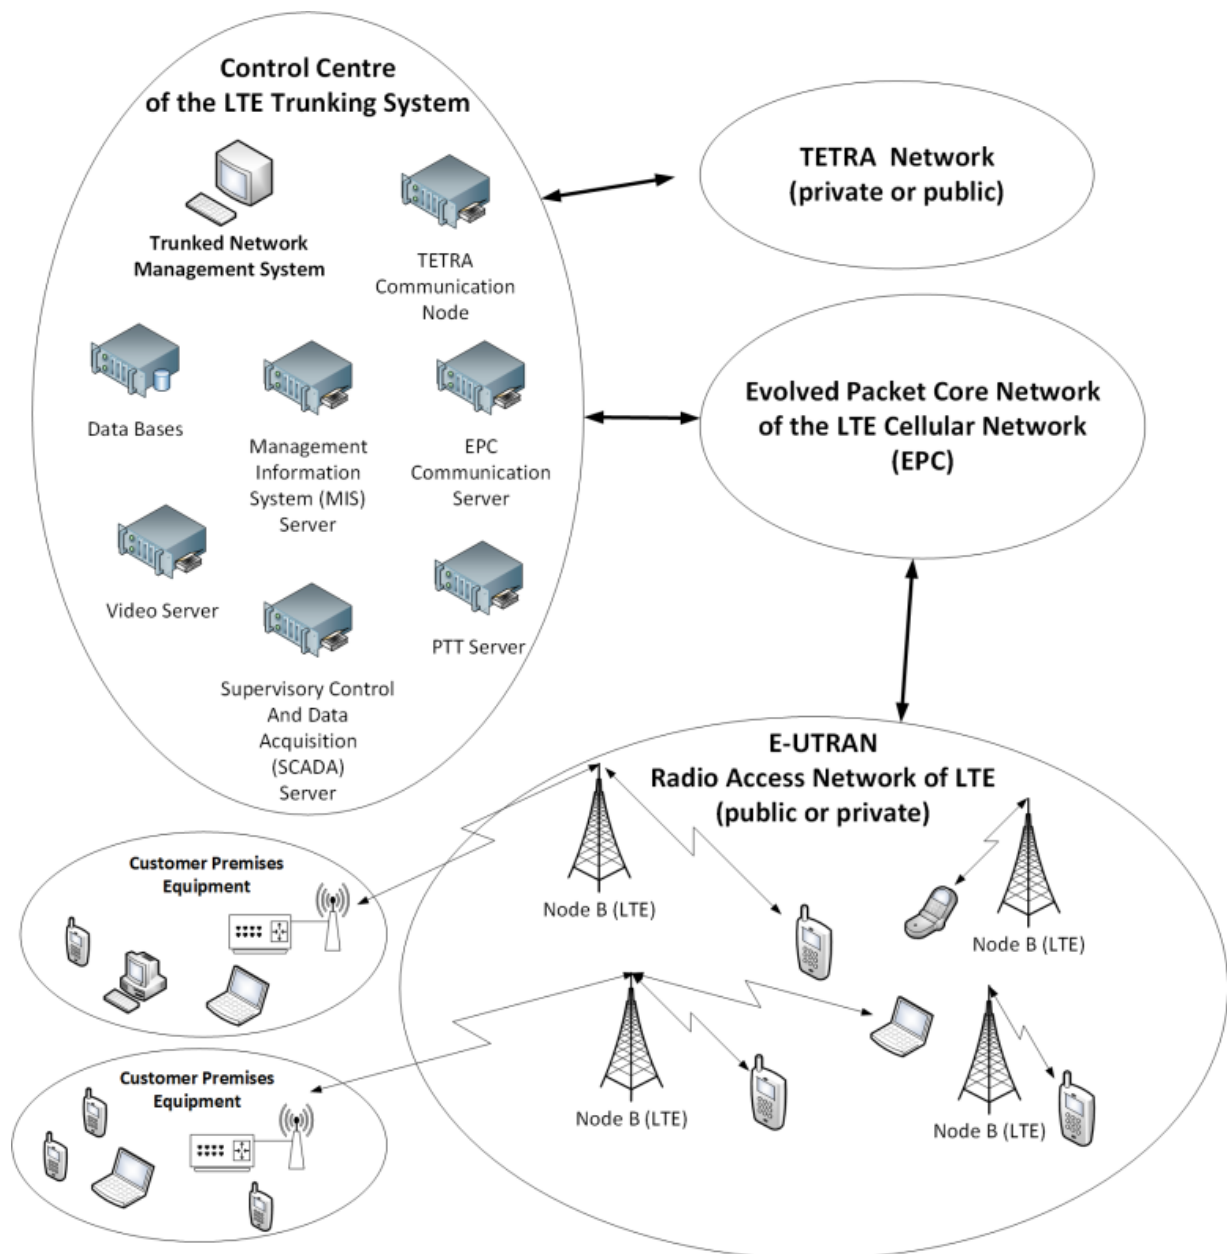 Control Centre
of the LTE Trunking System
Trunked Network
Management System
TETRA
Communication
Node
Data Bases
Management
Information
System (MIS)
Server
EPC
Communication
Server
Video Server
PTT Server
Supervisory Control
And Data
Acquisition
(SCADA)
Server
TETRA Network
(private or public)
Evolved Packet Core Network
of the LTE Cellular Network
(EPC)
E-UTRAN
Radio Access Network of LTE
(public or private)
Node B (LTE)
Node B (LTE)
Node B (LTE)
Node B (LTE)
Customer Premises
Equipment
Customer Premises
Equipment